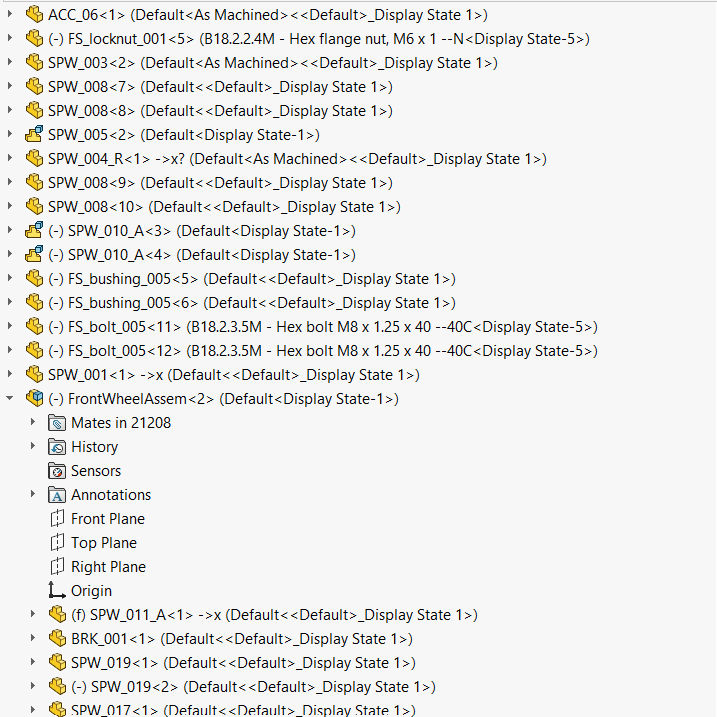 ACC_06<1> (Default<As Machined><<Default>_Display State 1>)
(-) FS_locknut_001<5> (B18.2.2.4M - Hex flange nut, M6 x 1 --N<Display State-5>)
SPW_003<2> (Default<As Machined><<Default>_Display State 1>)
SPW_008<7> (Default<<Default>_Display State 1>)
SPW_008<8> (Default<<Default>_Display State 1>)
SPW_005<2> (Default<Display State-1>)
SPW_004_R<1> ->x? (Default<As Machined><<Default>_Display State 1>)
SPW_008<9> (Default<<Default>_Display State 1>)
SPW_008<10> (Default<<Default>_Display State 1>)
(-) SPW_010_A<3> (Default<Display State-1>)
(-) SPW_010_A<4> (Default<Display State-1>)
(-) FS_bushing_005<5> (Default<<Default>_Display State 1>)
(-) FS_bushing_005<6> (Default<<Default>_Display State 1>)
(-) FS_bolt_005<11> (B18.2.3.5M - Hex bolt M8 x 1.25 x 40 --40C<Display State-5>)
(-) FS_bolt_005<12> (B18.2.3.5M - Hex bolt M8 x 1.25 x 40 --40C<Display State-5>)
SPW_001<1> ->x (Default<<Default>_Display State 1>)
(-) FrontWheelAssem<2> (Default<Display State-1>)
Mates in 21208
History
Sensors
Annotations
Front Plane
Top Plane
Right Plane
Origin
(f) SPW_011_A<1> ->x (Default<<Default>_Display State 1>)
BRK_001<1> (Default<<Default>_Display State 1>)
SPW_019<1> (Default<<Default>_Display State 1>)
(-) SPW_019<2> (Default<<Default>_Display State 1>)
SPW_017<1> (Default<<Default>_Display State 1>)